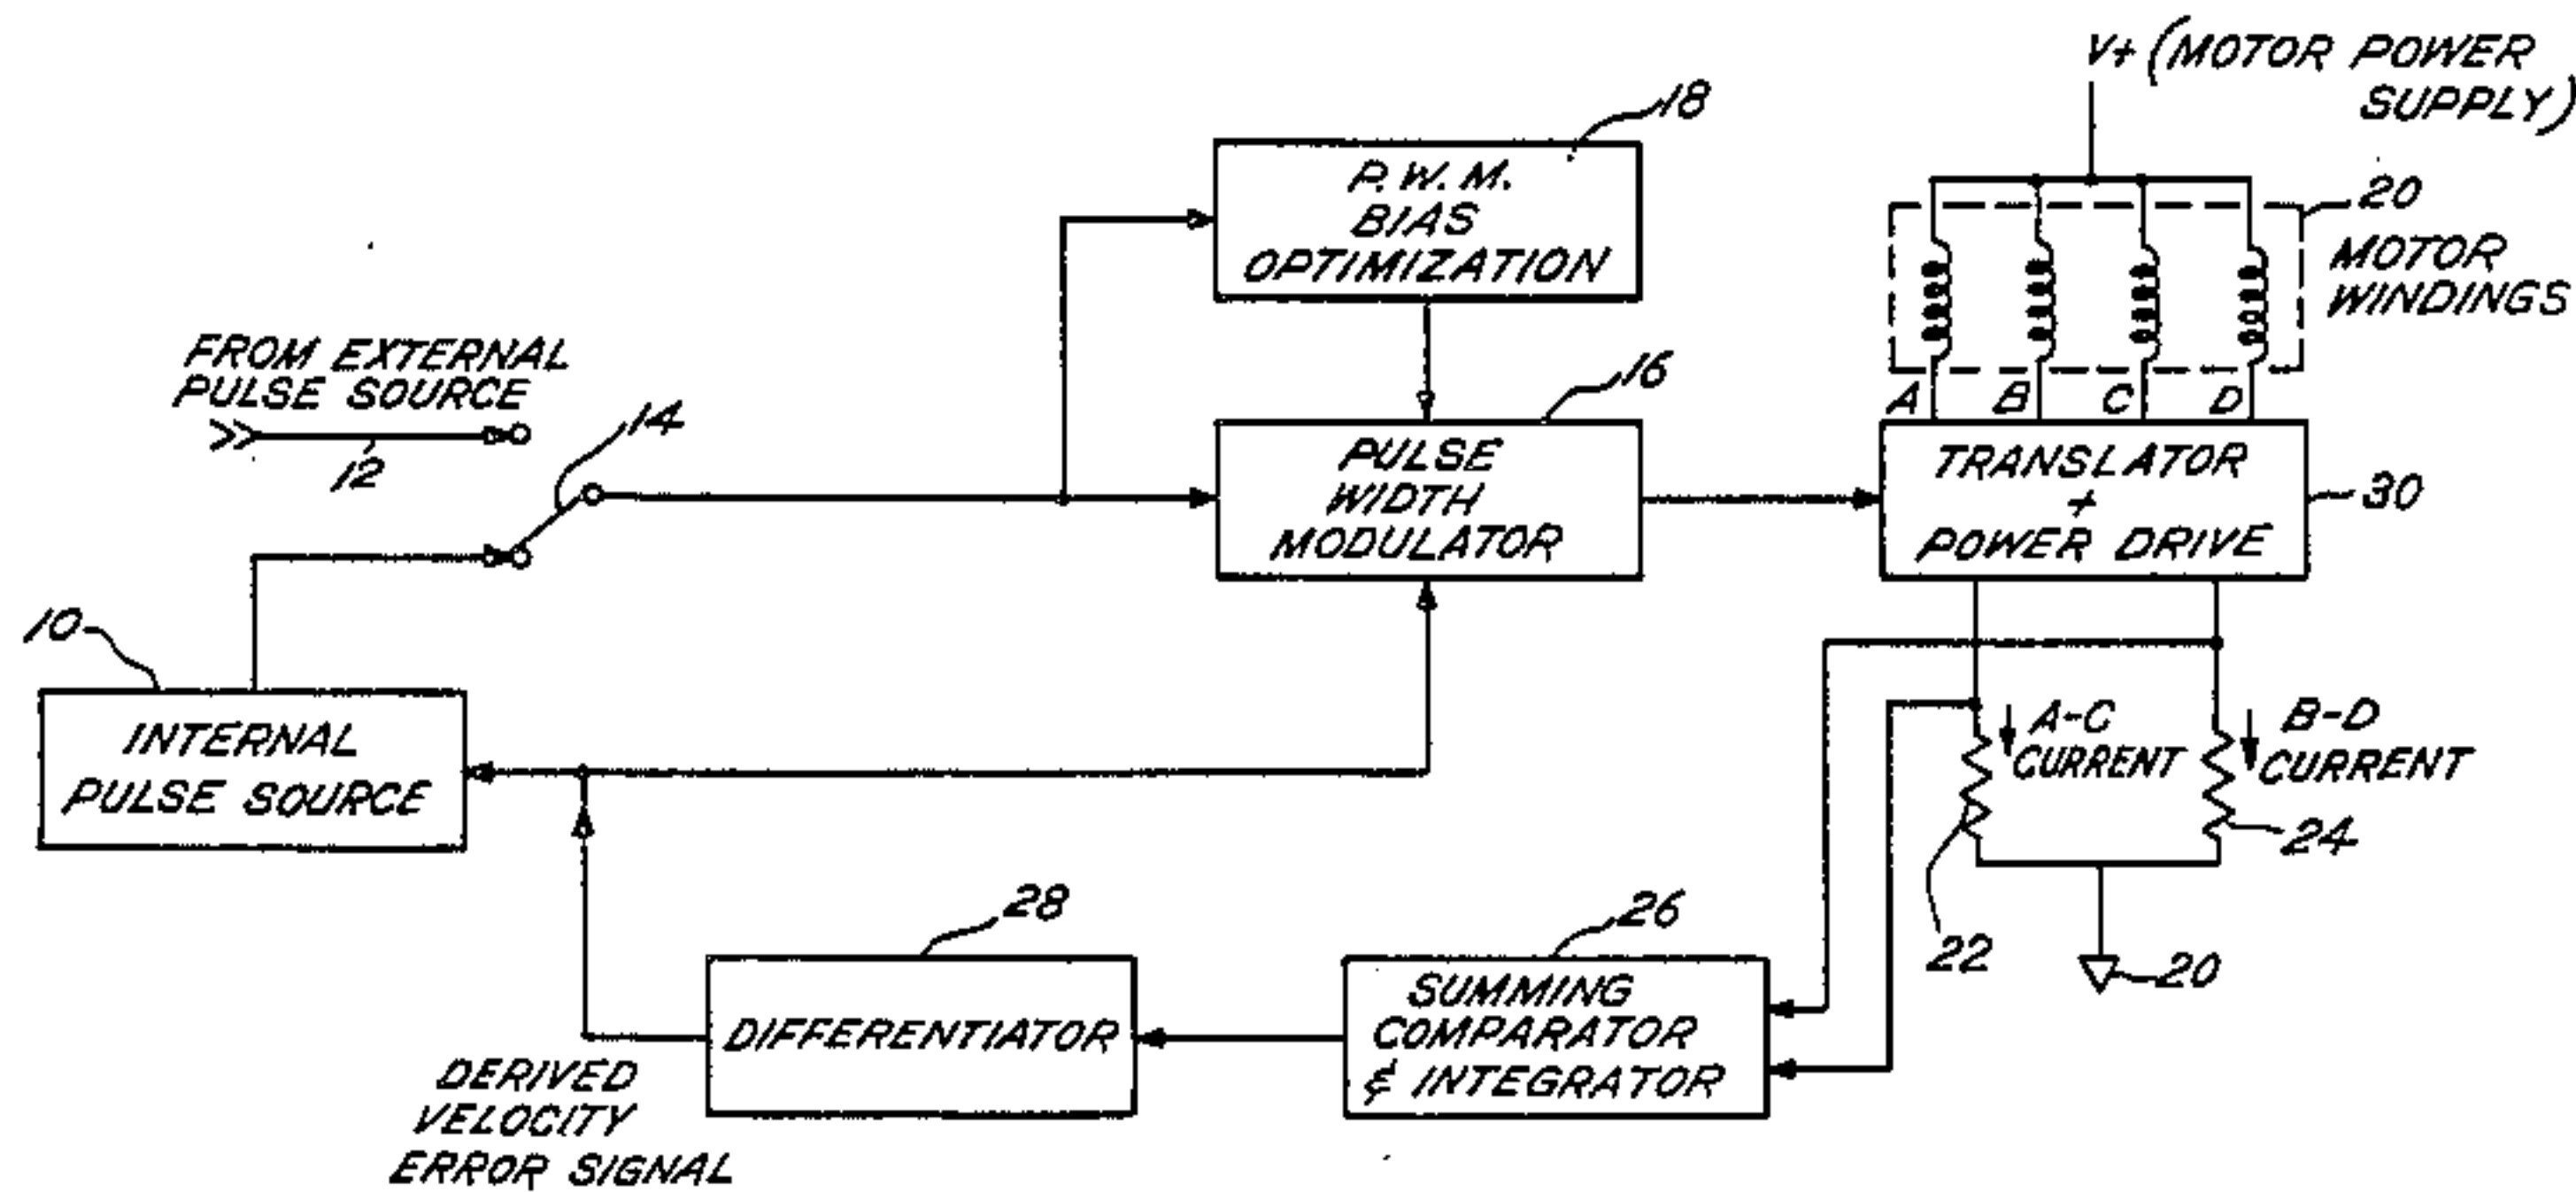 V+ (MOTOR POWER
SUPPLY)
18
P.W.M.
BIAS
OPTIMIZATION
20
MOTOR
WINDINGS
FROM EXTERNAL
PULSE SOURCE
12
14
16
PULSE
WIDTH
MODULATOR
A B C D
TRANSLATOR
+
POWER DRIVE
30
10
INTERNAL
PULSE SOURCE
A-C
CURRENT
B-D
CURRENT
22
24
20
28
DIFFERENTIATOR
26
SUMMING
COMPARATOR
& INTEGRATOR
DERIVED
VELOCITY
ERROR SIGNAL